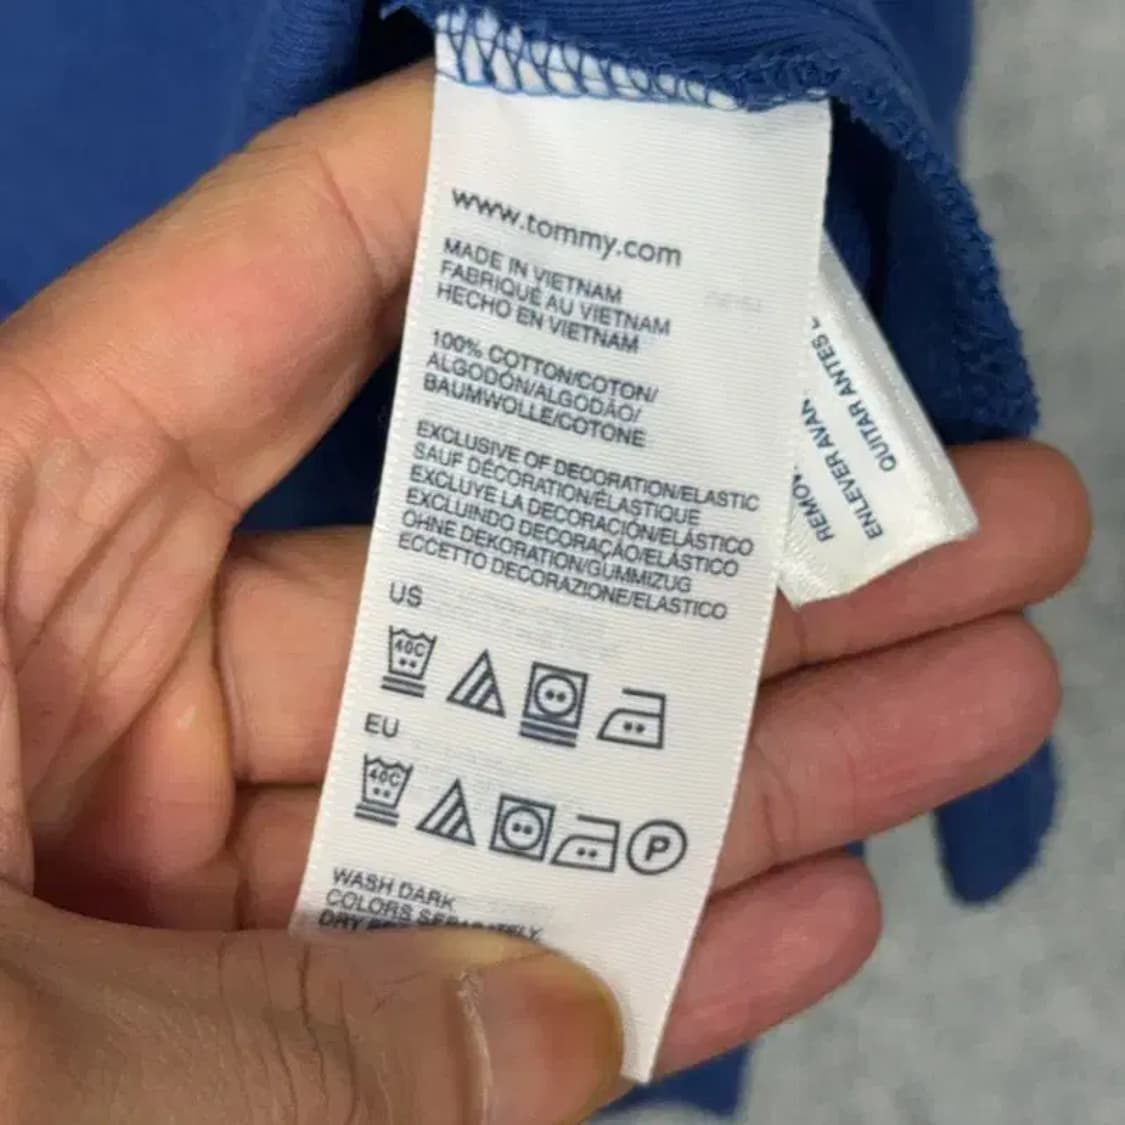 www.tommy.com
MADE IN VIETNAM
FABRIQUÉ AU VIETNAM
HECHO EN VIETNAM
100% COTTON/COTON/
ALGODÓN/ALGODÃO/
BAUMWOLLE/COTONE
EXCLUSIVE OF DECORATION/ELASTIC
SAUF DÉCORATION/ÉLASTIQUE
EXCLUYE LA DECORACIÓN/ELÁSTICO
EXCLUINDO DECORAÇÃO/ELÁSTICO
OHNE DEKORATION/GUMMIZUG
ECCETTO DECORAZIONE/ELASTICO
US
40C
EU
40C
P
WASH DARK
COLORS SEPARATELY.
DRY
ENLEVER
QUITAR ANTES